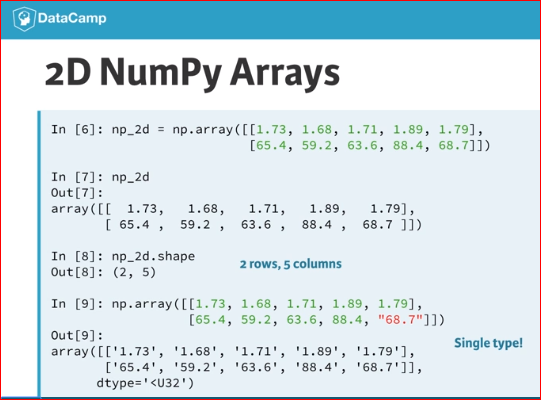 DataCamp
2D NumPy Arrays
In [6]: np_2d = np.array([[1.73, 1.68, 1.71, 1.89, 1.79],
[65.4, 59.2, 63.6, 88.4, 68.7]])
In [7]: np_2d
Out[7]:
array([[ 1.73, 1.68, 1.71, 1.89, 1.79],
[ 65.4 , 59.2 , 63.6 , 88.4 , 68.7 ]])
In [8]: np_2d.shape
Out[8]: (2, 5)
2 rows, 5 columns
In [9]: np.array([[1.73, 1.68, 1.71, 1.89, 1.79],
[65.4, 59.2, 63.6, 88.4, "68.7"]])
Out[9]:
Single type!
array([['1.73', '1.68', '1.71', '1.89', '1.79'],
['65.4', '59.2', '63.6', '88.4', '68.7']],
dtype='<U32')